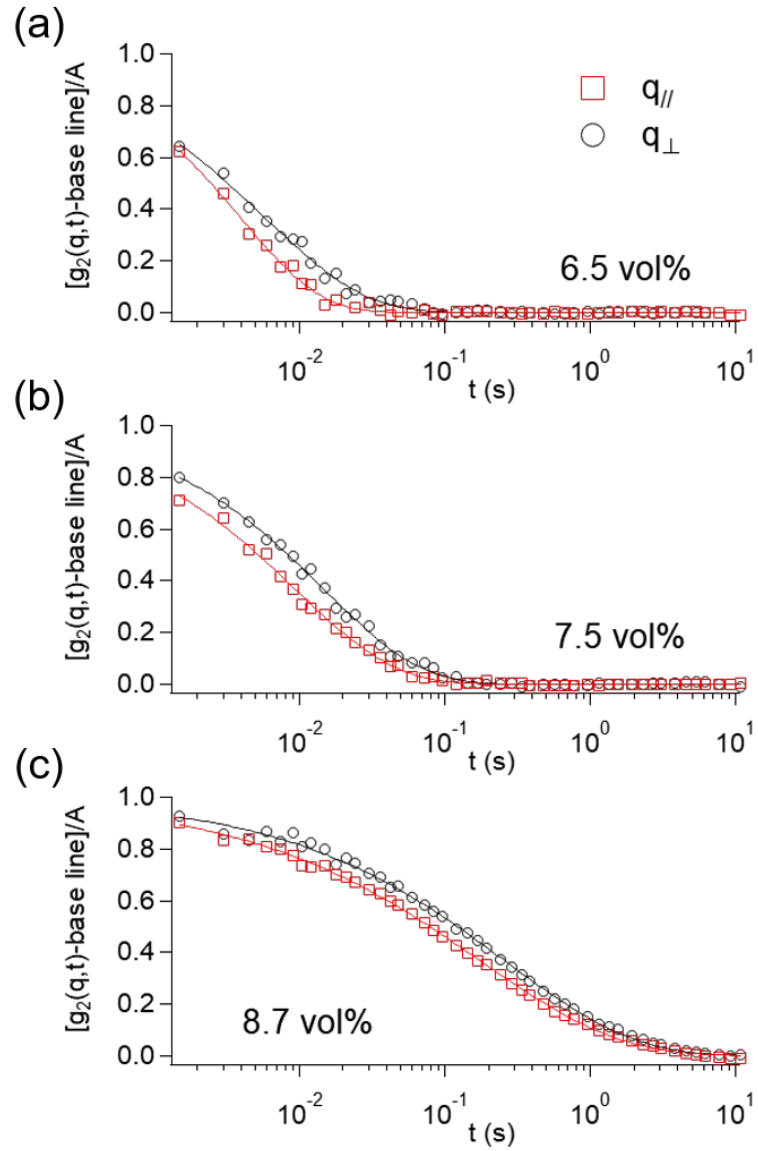 (a)
[g₂(q,t)-base line]/A
1.0
0.8
0.6
0.4
0.2
0.0
q//
q⊥
6.5 vol%
10⁻² 10⁻¹ 10⁰ 10¹
t (s)
(b)
[g₂(q,t)-base line]/A
1.0
0.8
0.6
0.4
0.2
0.0
7.5 vol%
10⁻² 10⁻¹ 10⁰ 10¹
t (s)
(c)
[g₂(q,t)-base line]/A
1.0
0.8
0.6
0.4
0.2
0.0
8.7 vol%
10⁻² 10⁻¹ 10⁰ 10¹
t (s)